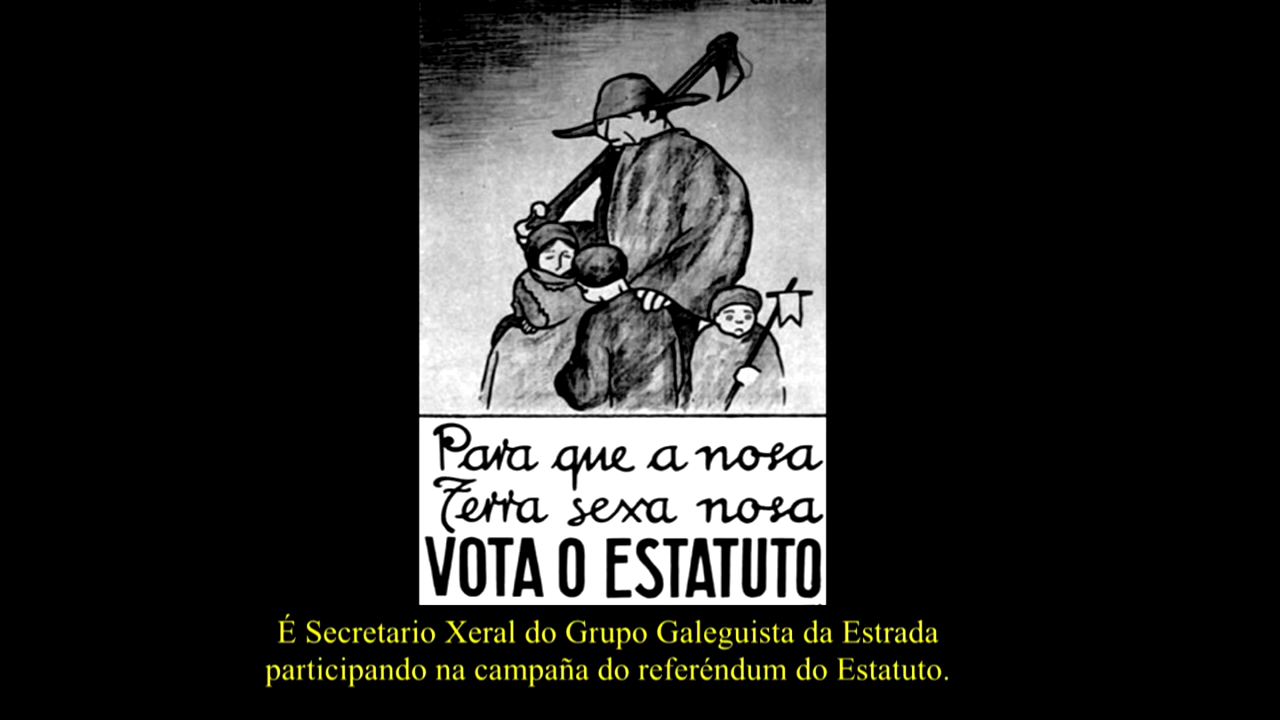 Para que a nosa
Terra sexa nosa
VOTA O ESTATUTO
É Secretario Xeral do Grupo Galeguista da Estrada
participando na campaña do referéndum do Estatuto.